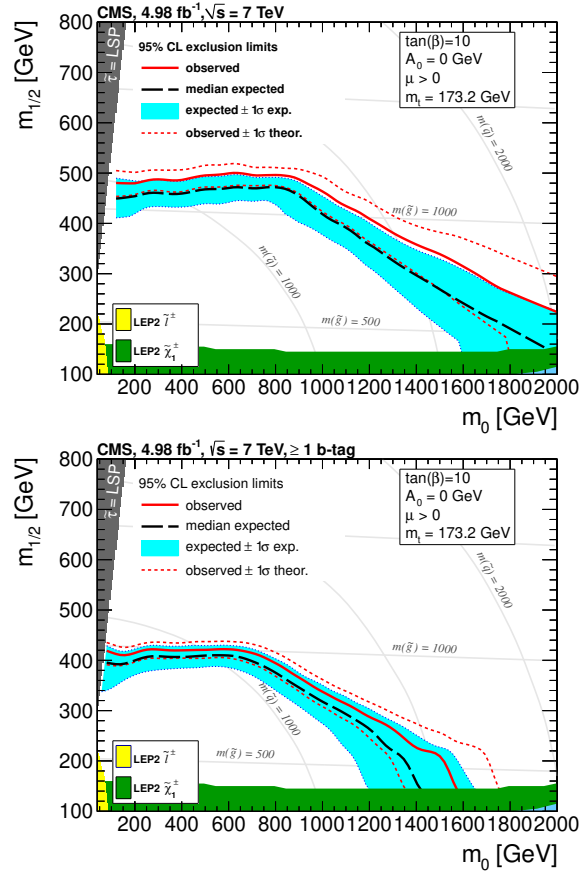 CMS, 4.98 fb⁻¹, √s = 7 TeV
m₁/₂ [GeV]
800
700
600
500
400
300
200
100
τ̃ = LSP
95% CL exclusion limits
observed
median expected
expected ± 1σ exp.
observed ± 1σ theor.
tan(β)=10
A₀ = 0 GeV
μ > 0
mₜ = 173.2 GeV
m(q̃) = 2000
m(g̃) = 1000
m(q̃) = 1000
m(g̃) = 500
LEP2 l̃±
LEP2 χ̃₁±
200 400 600 800 1000 1200 1400 1600 1800 2000
m₀ [GeV]
CMS, 4.98 fb⁻¹, √s = 7 TeV, ≥ 1 b-tag
m₁/₂ [GeV]
800
700
600
500
400
300
200
100
τ̃ = LSP
95% CL exclusion limits
observed
median expected
expected ± 1σ exp.
observed ± 1σ theor.
tan(β)=10
A₀ = 0 GeV
μ > 0
mₜ = 173.2 GeV
m(q̃) = 2000
m(g̃) = 1000
m(q̃) = 1000
m(g̃) = 500
LEP2 l̃±
LEP2 χ̃₁±
200 400 600 800 1000 1200 1400 1600 1800 2000
m₀ [GeV]